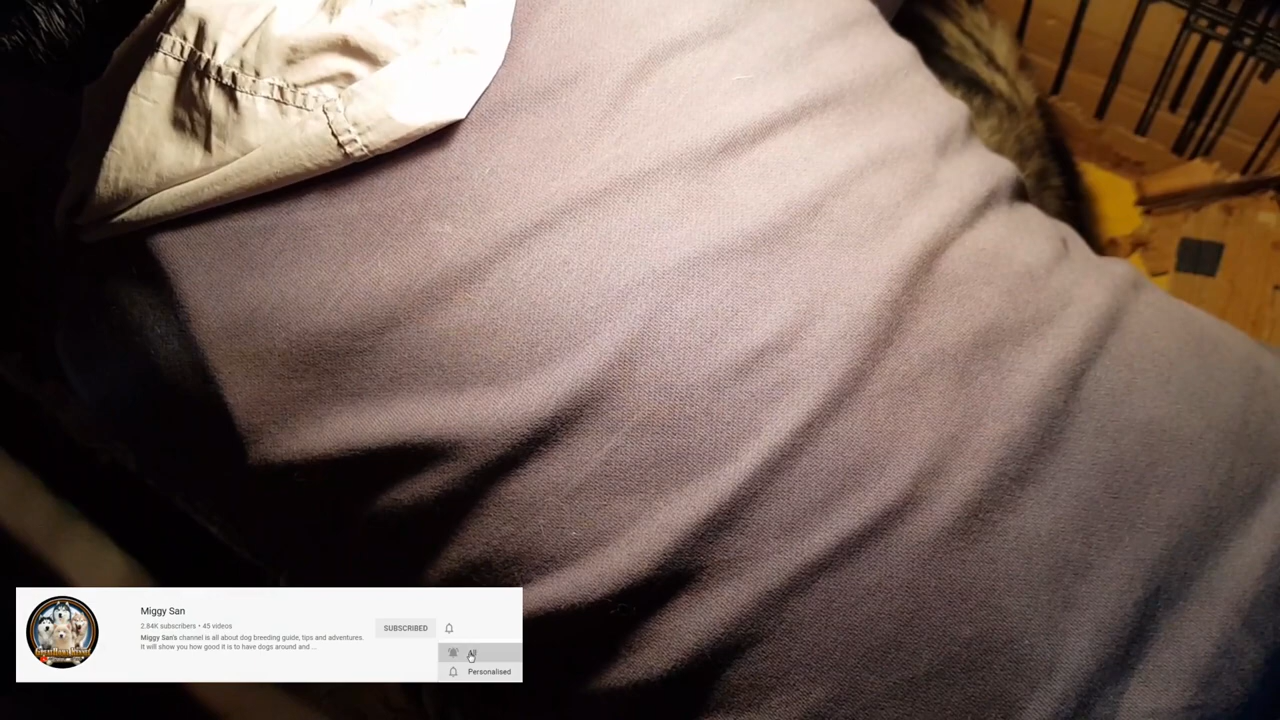 Miggy San
2.84K subscribers • 45 videos
SUBSCRIBED
Miggy San's channel is all about dog breeding guide, tips and adventures.
It will show you how good it is to have dogs around and ...
All
Personalised